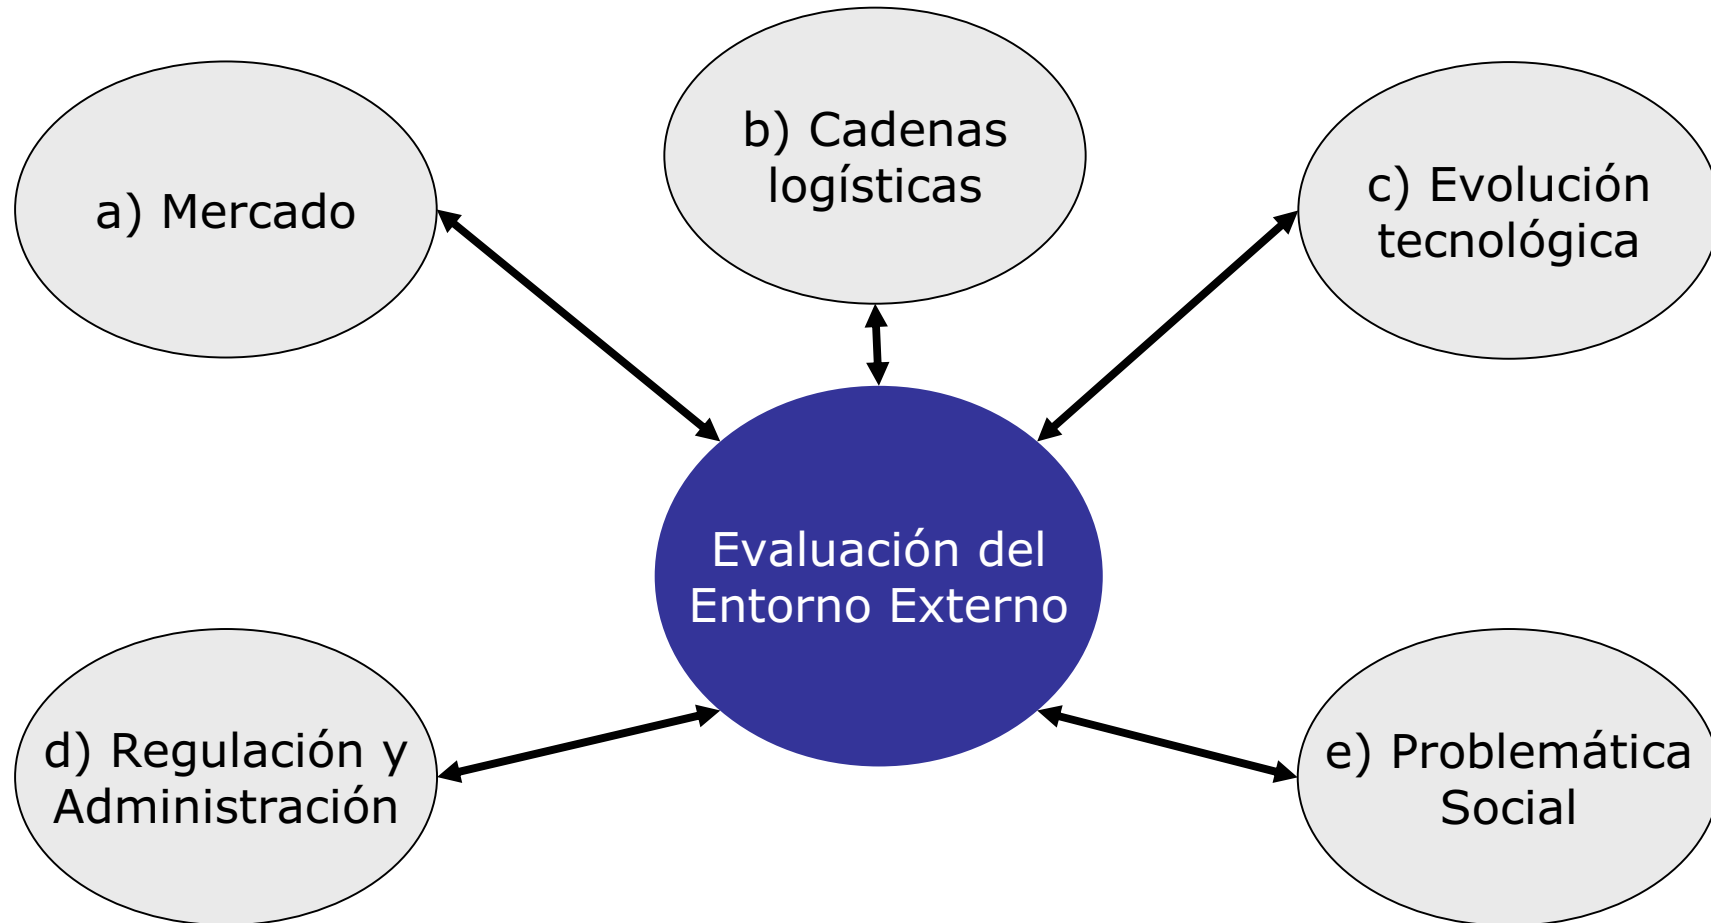 a) Mercado
b) Cadenas
logísticas
c) Evolución
tecnológica
Evaluación del
Entorno Externo
d) Regulación y
Administración
e) Problemática
Social